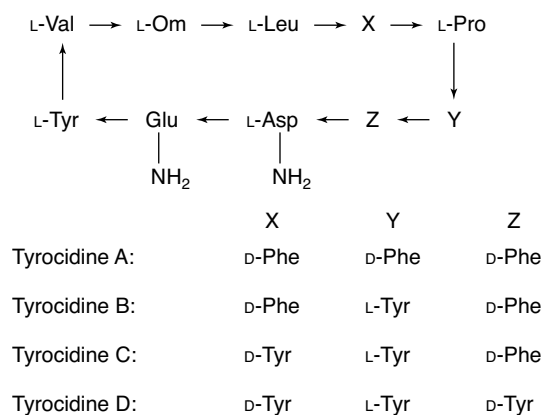 L-Val L-Om L-Leu X L-Pro
L-Tyr Glu L-Asp Z Y
NH2 NH2
X Y Z
Tyrocidine A: D-Phe D-Phe D-Phe
Tyrocidine B: D-Phe L-Tyr D-Phe
Tyrocidine C: D-Tyr L-Tyr D-Phe
Tyrocidine D: D-Tyr L-Tyr D-Tyr